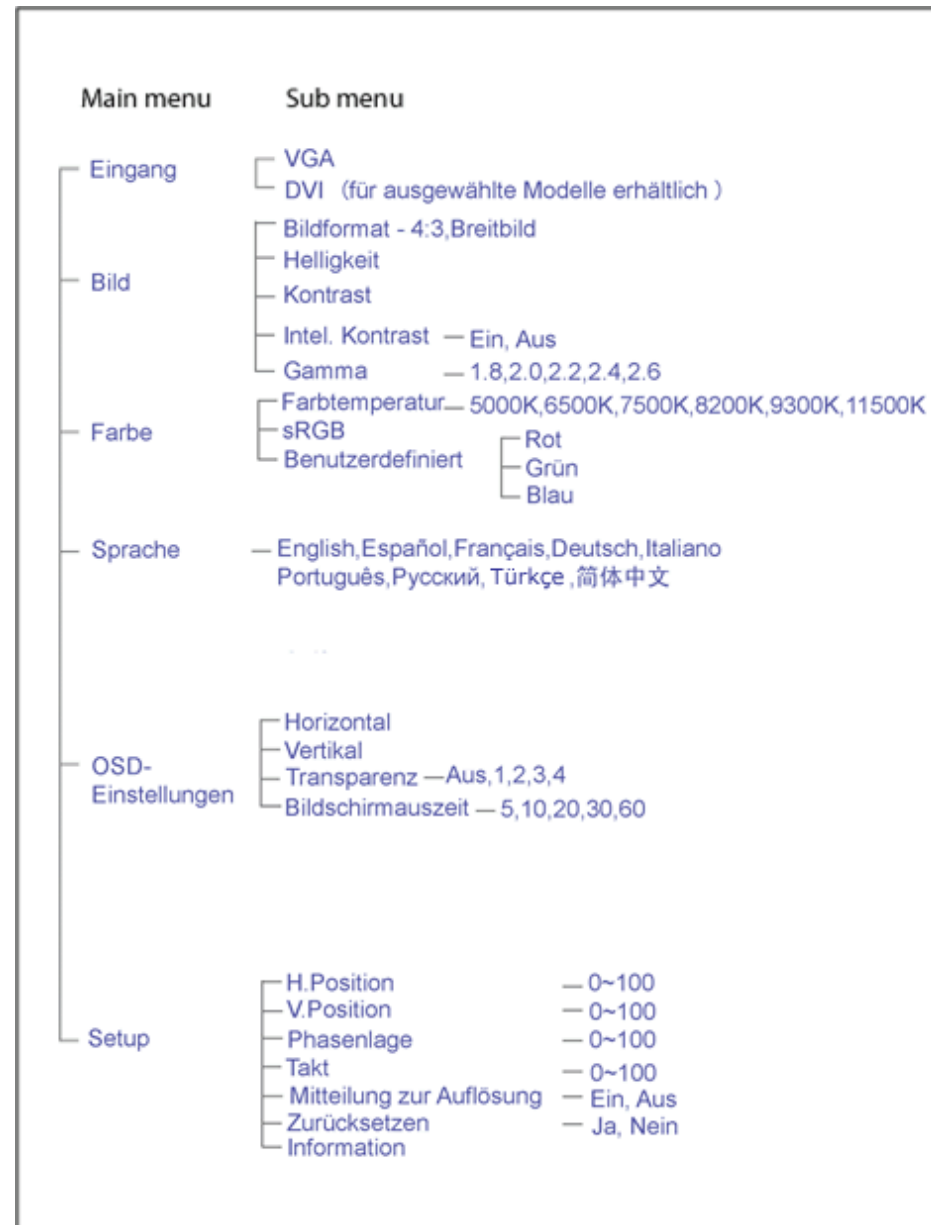 Main menu Sub menu
Eingang VGA
DVI (für ausgewählte Modelle erhältlich )
Bildformat - 4:3,Breitbild
Helligkeit
Bild
Kontrast
Intel. Kontrast — Ein, Aus
Gamma — 1.8,2.0,2.2,2.4,2.6
Farbtemperatur — 5000K,6500K,7500K,8200K,9300K,11500K
Farbe sRGB Rot
Benutzerdefiniert Grün
Blau
Sprache — English,Español,Français,Deutsch,Italiano
Português,Русский, Türkçe ,简体中文
Horizontal
Vertikal
OSD- Transparenz —Aus,1,2,3,4
Einstellungen Bildschirmauszeit — 5,10,20,30,60
H.Position — 0~100
V.Position — 0~100
Setup Phasenlage — 0~100
Takt — 0~100
Mitteilung zur Auflösung — Ein, Aus
Zurücksetzen — Ja, Nein
Information